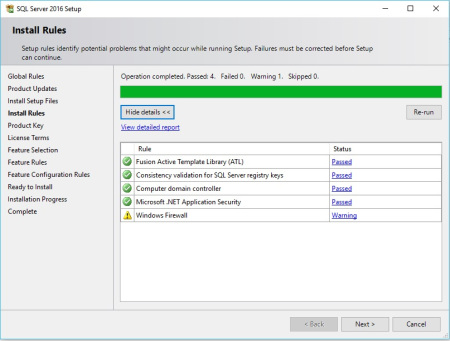 SQL Server 2016 Setup
Install Rules
Setup rules identify potential problems that might occur while running Setup. Failures must be corrected before Setup
can continue.
Global Rules
Product Updates
Install Setup Files
Install Rules
Product Key
License Terms
Feature Selection
Feature Rules
Feature Configuration Rules
Ready to Install
Installation Progress
Complete
Operation completed. Passed: 4. Failed 0. Warning 1. Skipped 0.
Hide details <<
Re-run
View detailed report
Rule Status
Fusion Active Template Library (ATL) Passed
Consistency validation for SQL Server registry keys Passed
Computer domain controller Passed
Microsoft .NET Application Security Passed
Windows Firewall Warning
< Back Next > Cancel